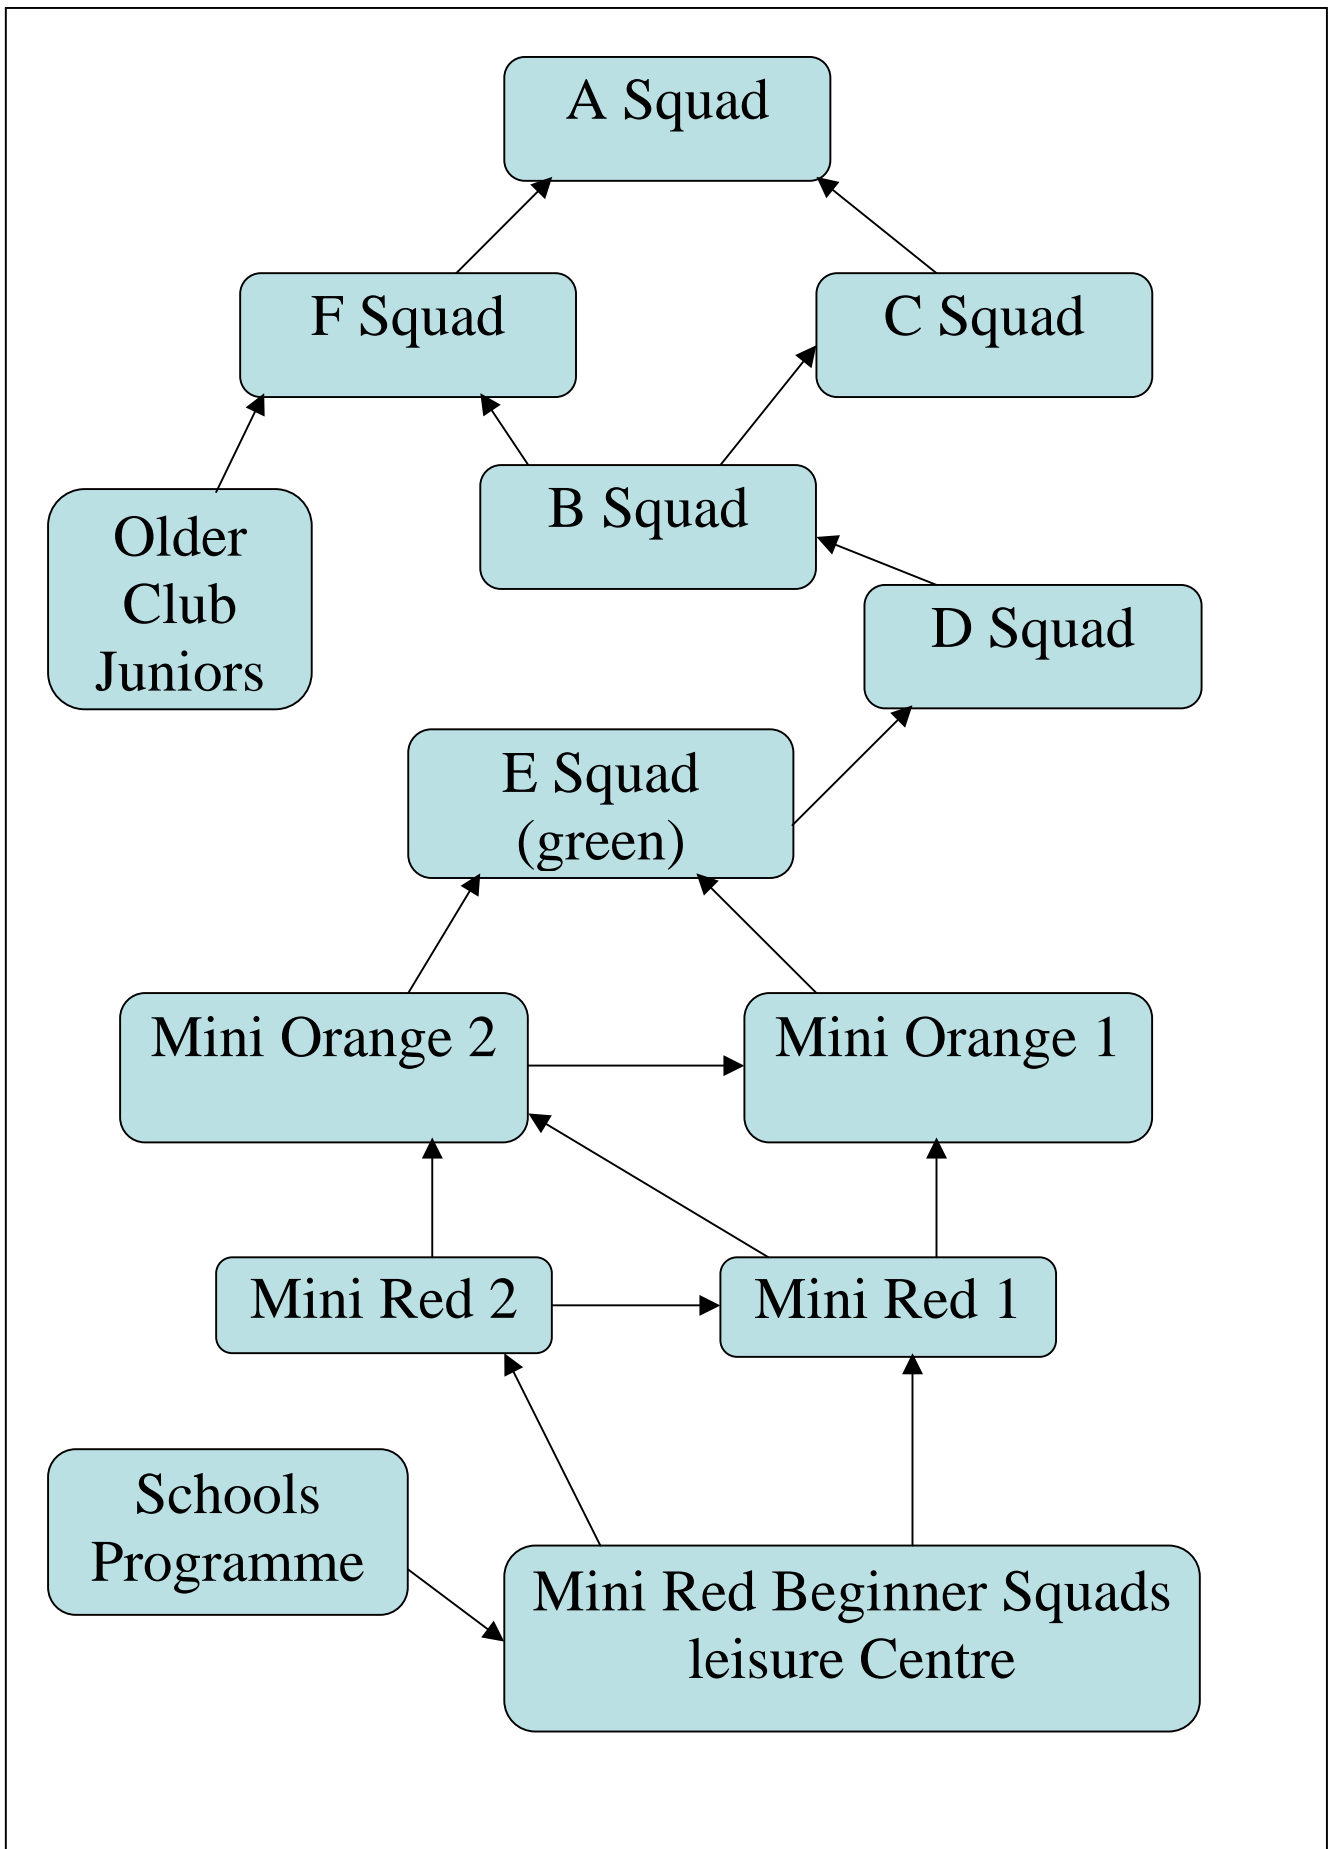 A Squad
F Squad
C Squad
B Squad
Older
Club
Juniors
D Squad
E Squad
(green)
Mini Orange 2
Mini Orange 1
Mini Red 2
Mini Red 1
Schools
Programme
Mini Red Beginner Squads
leisure Centre